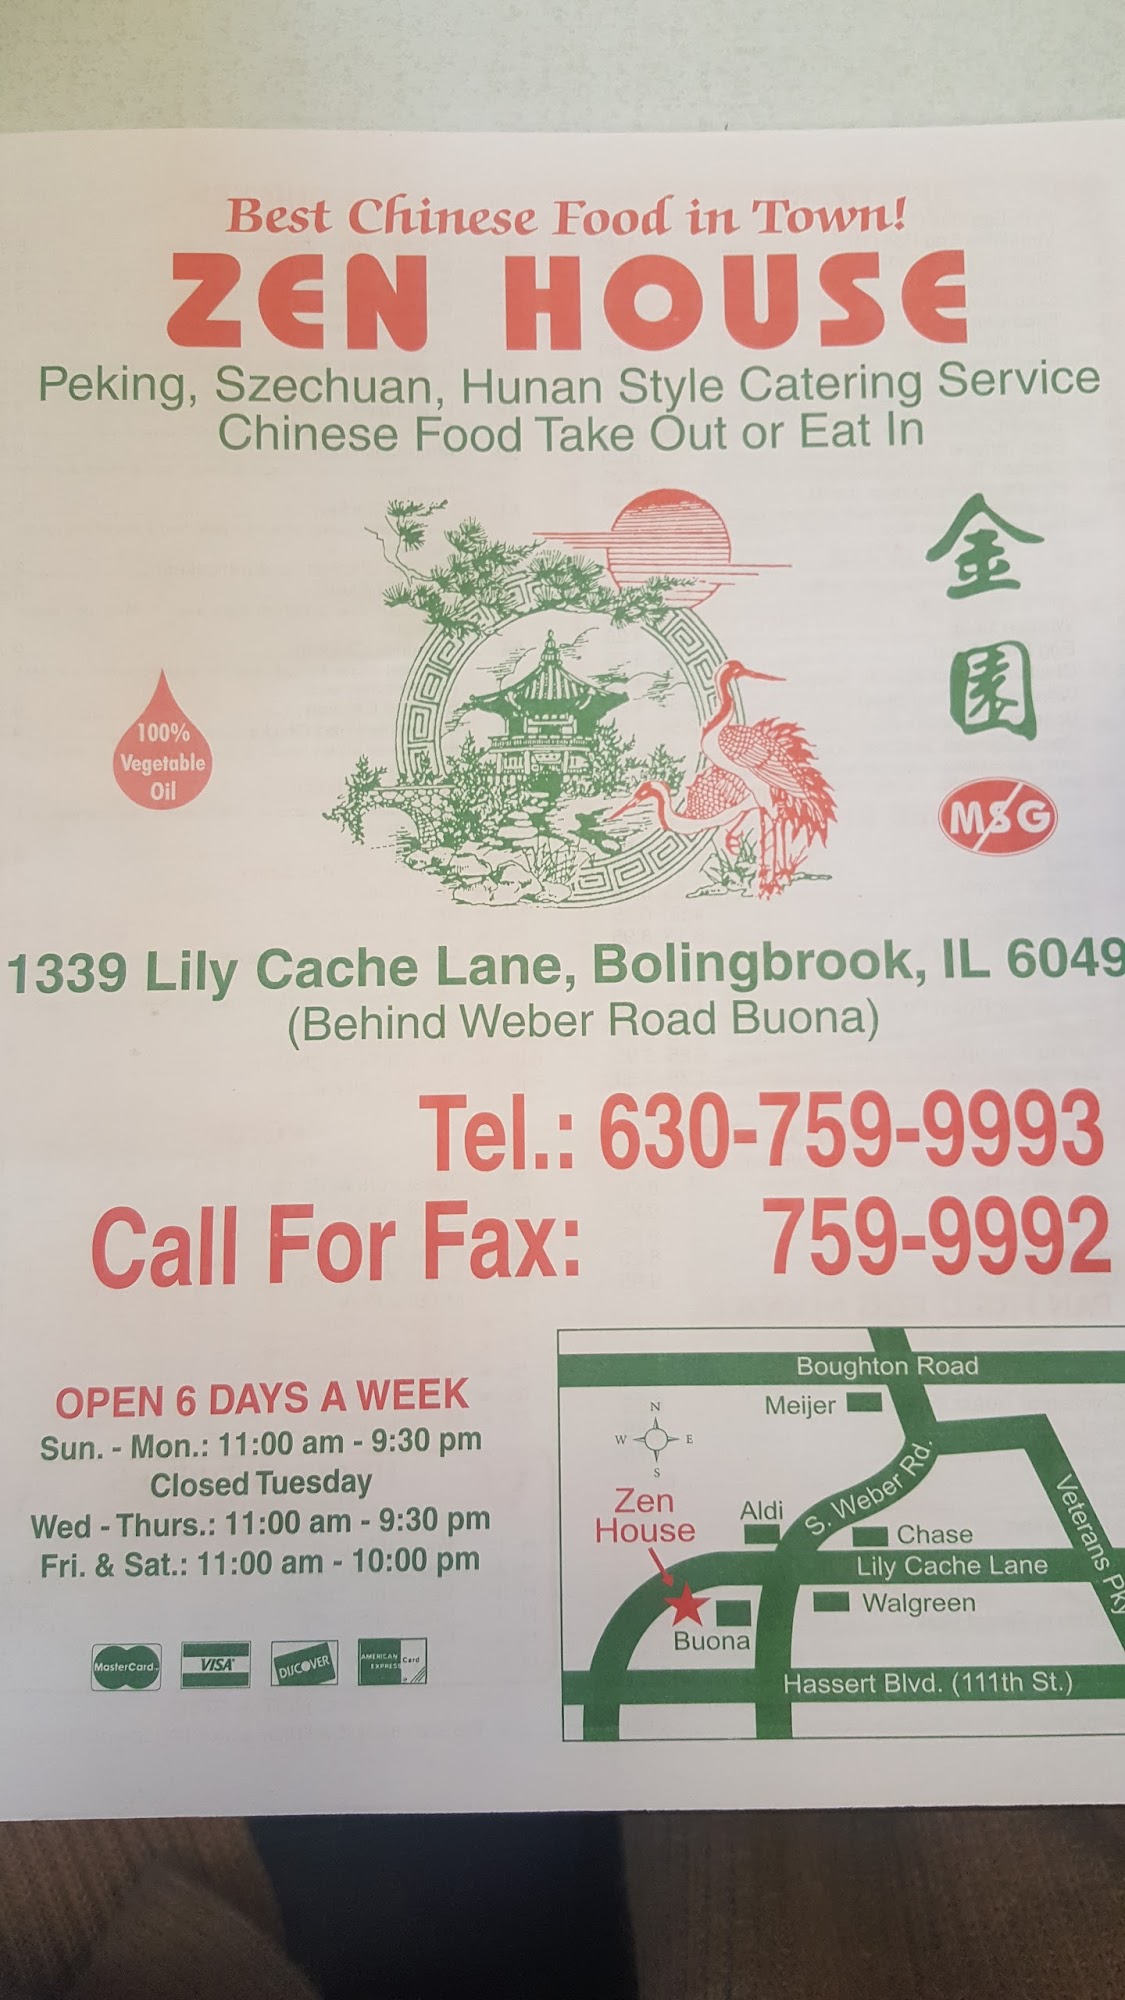 Best Chinese Food in Town!
ZEN HOUSE
Peking, Szechuan, Hunan Style Catering Service
Chinese Food Take Out or Eat In
金
園
100%
Vegetable
Oil
MSG
1339 Lily Cache Lane, Bolingbrook, IL 6049
(Behind Weber Road Buona)
Tel.: 630-759-9993
Call For Fax: 759-9992
OPEN 6 DAYS A WEEK
Sun. - Mon.: 11:00 am - 9:30 pm
Closed Tuesday
Wed - Thurs.: 11:00 am - 9:30 pm
Fri. & Sat.: 11:00 am - 10:00 pm
MasterCard
VISA
DISCOVER
AMERICAN EXPRESS Card
Boughton Road
Meijer
N
W E
S
Zen
House
Aldi
S. Weber Rd.
Chase
Veterans Pky
Lily Cache Lane
Walgreen
Buona
Hassert Blvd. (111th St.)